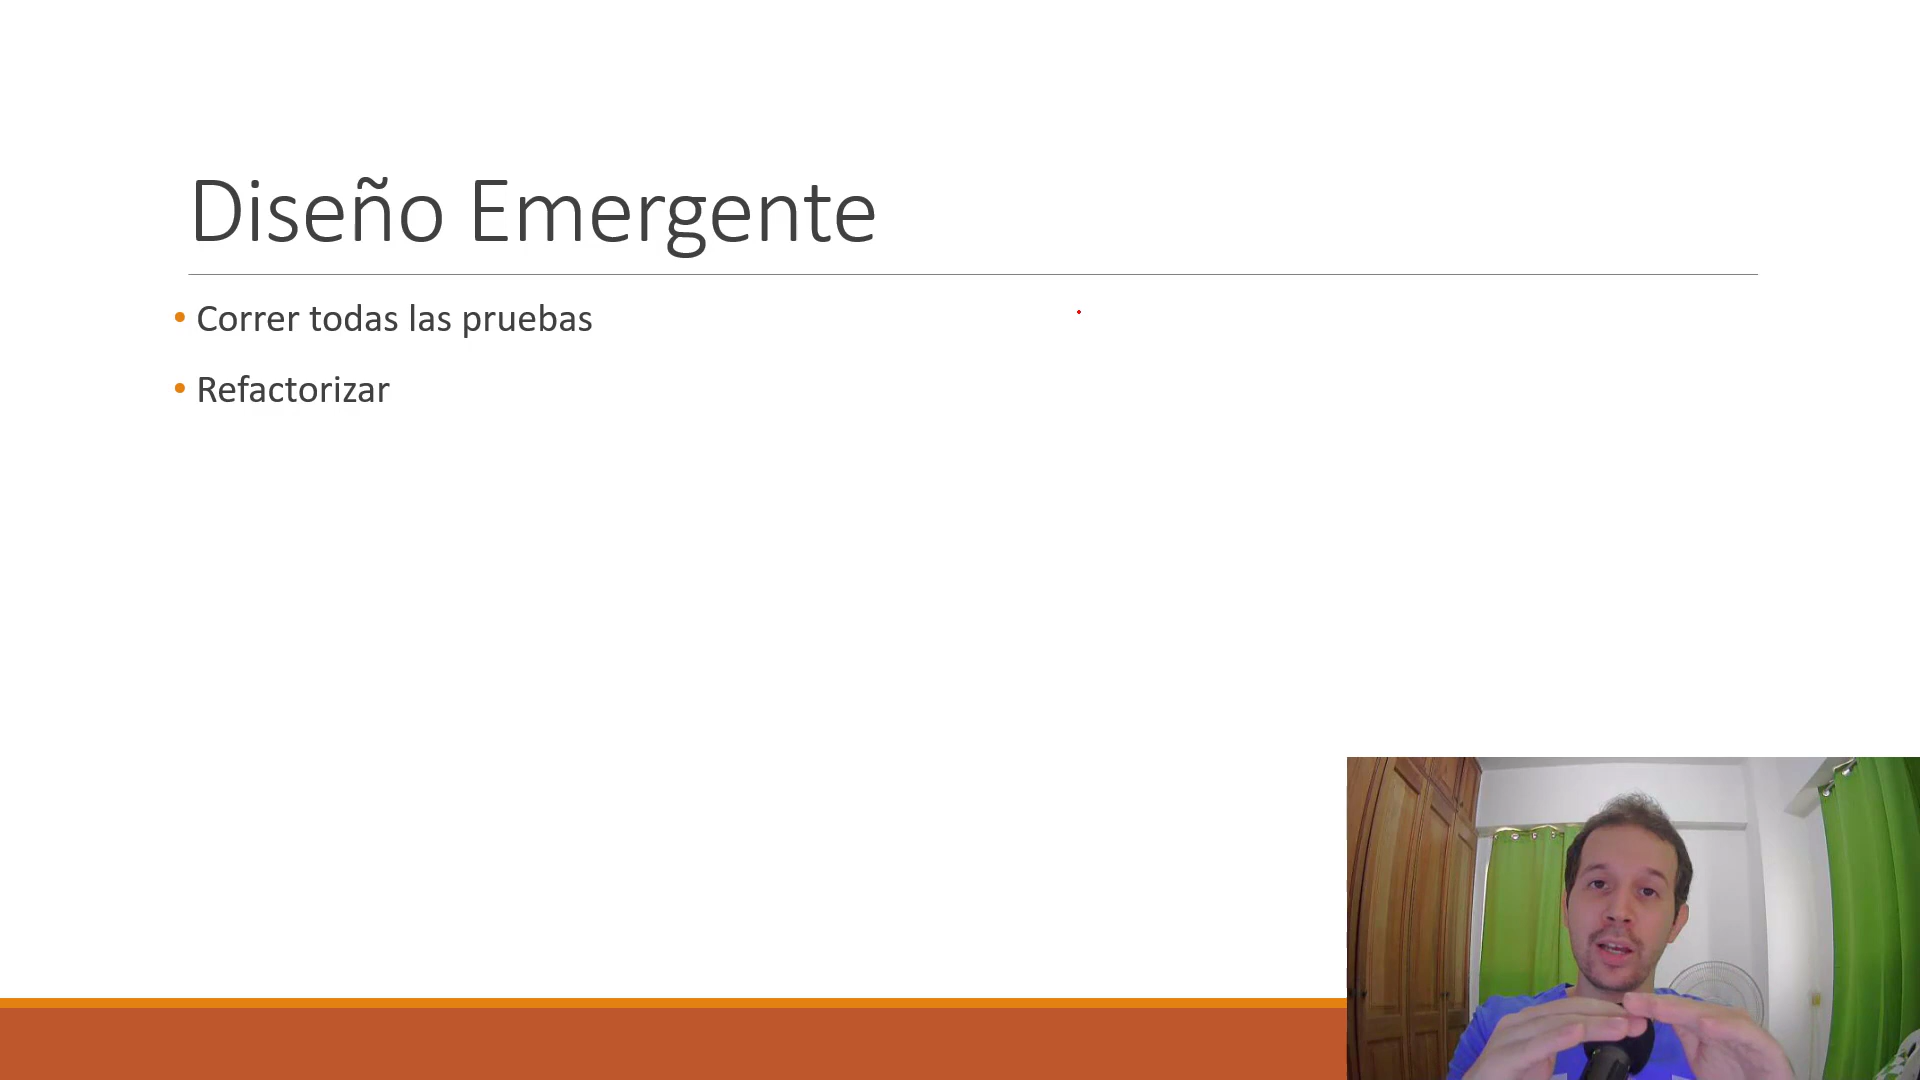 Diseño Emergente
• Correr todas las pruebas
• Refactorizar